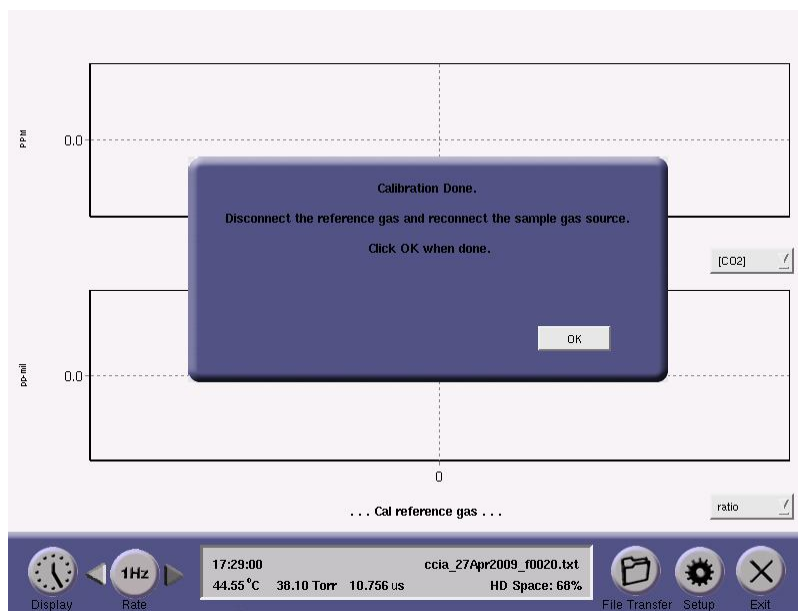 PPM
0.0
Calibration Done.
Disconnect the reference gas and reconnect the sample gas source.
Click OK when done.
OK
[CO2]
pp-mil
0.0
0
... Cal reference gas ...
ratio
17:29:00 ccia_27Apr2009_f0020.txt
44.55°C 38.10 Torr 10.756 us HD Space: 68%
1Hz
Display Rate File Transfer Setup Exit